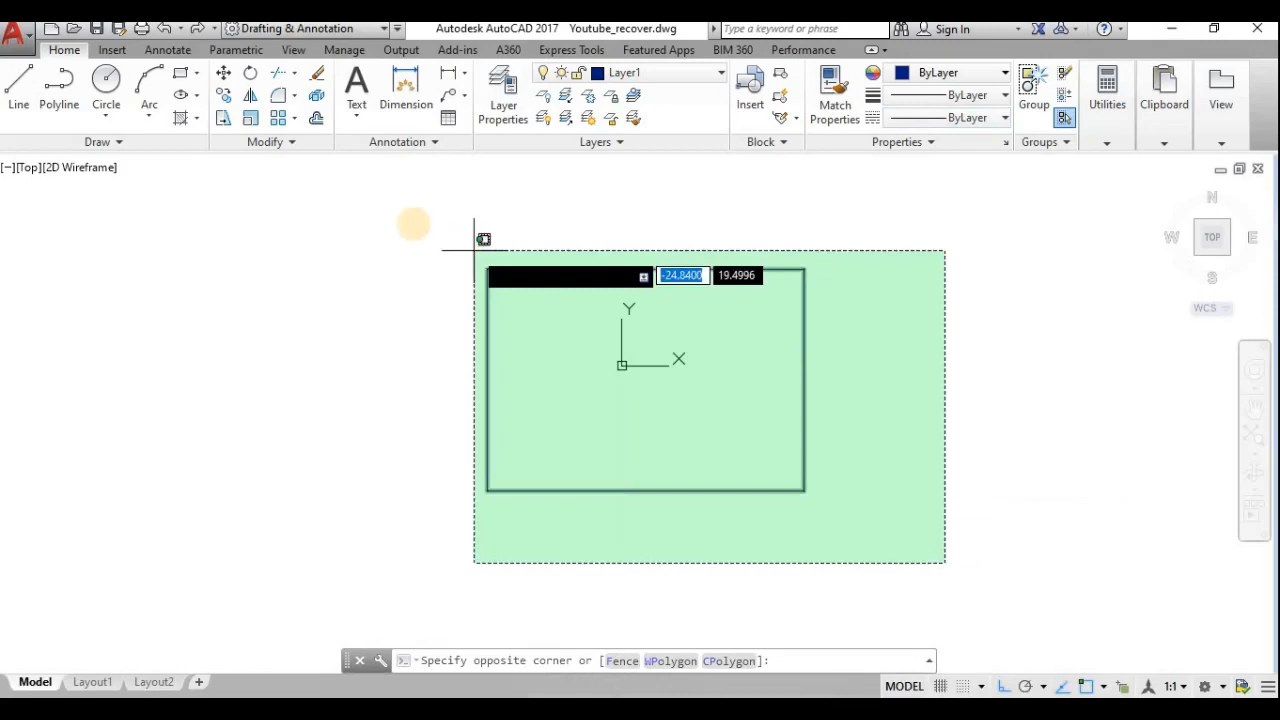 Drafting & Annotation
Autodesk AutoCAD 2017 Youtube_recover.dwg
Type a keyword or phrase
Sign In
Home Insert Annotate Parametric View Manage Output Add-ins A360 Express Tools Featured Apps BIM 360 Performance
Layer1
ByLayer
ByLayer
ByLayer
Line Polyline Circle Arc
Text Dimension
Layer Properties
Insert
Match Properties
Group
Utilities
Clipboard
View
Draw Modify Annotation Layers Block Properties Groups
[−][Top][2D Wireframe]
N
W TOP E
S
WCS
-24.8400 19.4996
Y
X
Specify opposite corner or [Fence WPolygon CPolygon]:
Model Layout1 Layout2 +
MODEL 1:1